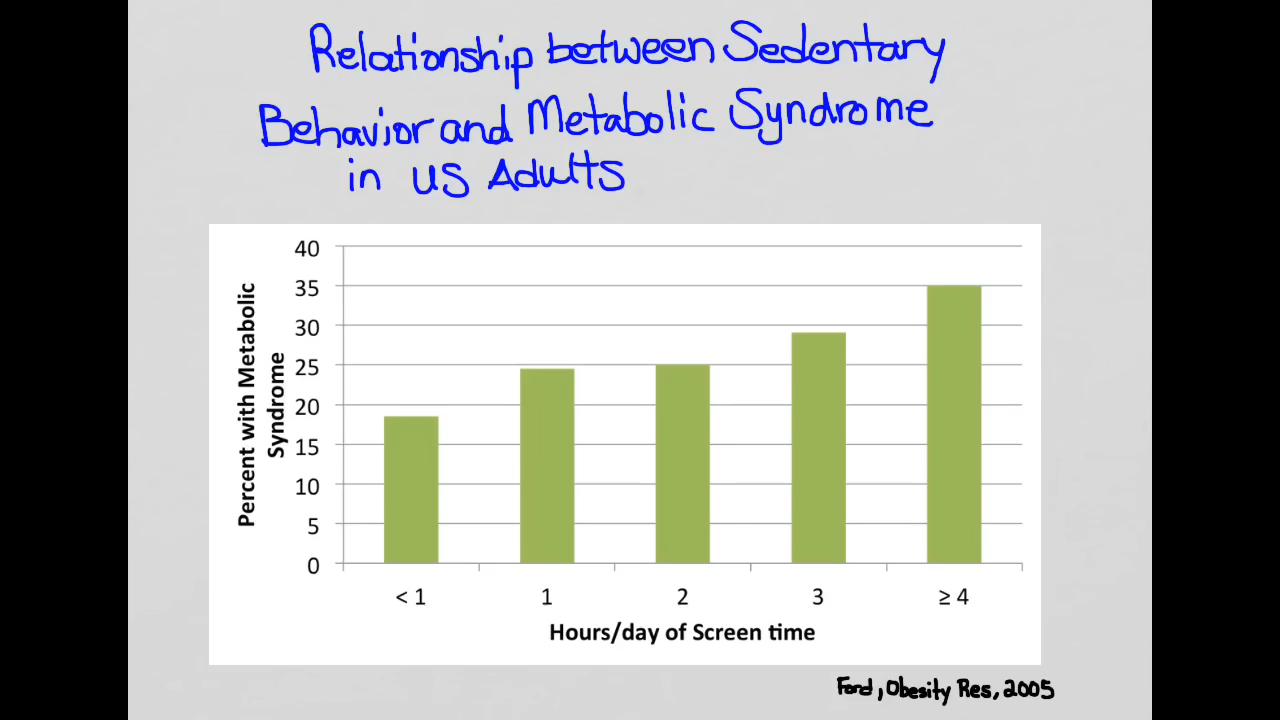 Relationship between Sedentary
Behavior and Metabolic Syndrome
in US Adults
40
35
30
25
20
15
10
5
0
Percent with Metabolic
Syndrome
< 1
1
2
3
≥ 4
Hours/day of Screen time
Ford, Obesity Res, 2005